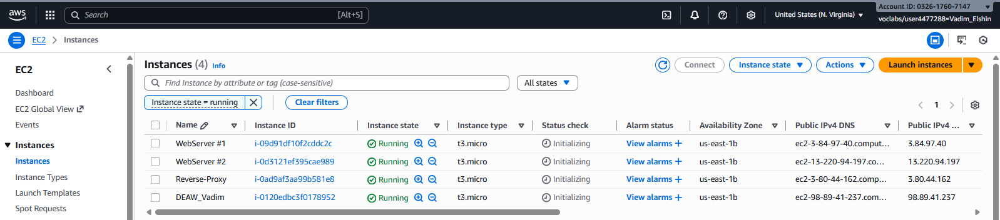 aws Search [Alt+S] United States (N. Virginia) Account ID: 0326-1760-7147
voclabs/user4477288=Vadim_Elshin
EC2 Instances
EC2
Dashboard
EC2 Global View
Events
Instances
Instances
Instance Types
Launch Templates
Spot Requests
Instances (4) Info Connect Instance state Actions Launch instances
Find Instance by attribute or tag (case-sensitive) All states
Instance state = running Clear filters 1
Name Instance ID Instance state Instance type Status check Alarm status Availability Zone Public IPv4 DNS Public IPv4 ...
WebServer #1 i-09d91df10f2cddc2c Running t3.micro Initializing View alarms + us-east-1b ec2-3-84-97-40.comput... 3.84.97.40
WebServer #2 i-0d3121ef395cae989 Running t3.micro Initializing View alarms + us-east-1b ec2-13-220-94-197.co... 13.220.94.197
Reverse-Proxy i-0ad9af3aa99b581e8 Running t3.micro Initializing View alarms + us-east-1b ec2-3-80-44-162.comp... 3.80.44.162
DEAW_Vadim i-0120edbc3f0178952 Running t3.micro Initializing View alarms + us-east-1b ec2-98-89-41-237.com... 98.89.41.237